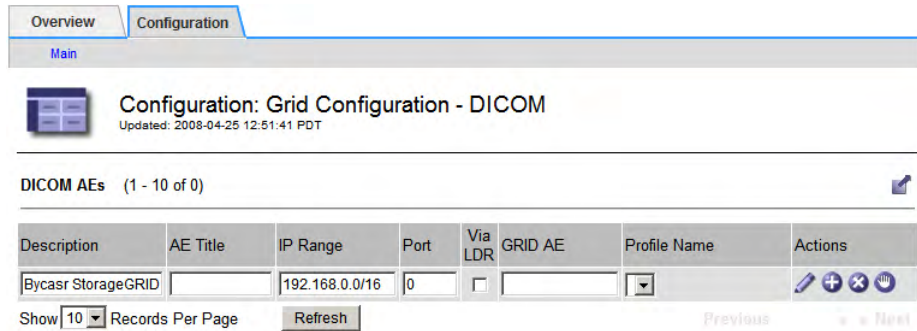 Overview Configuration
Main
Configuration: Grid Configuration - DICOM
Updated: 2008-04-25 12:51:41 PDT
DICOM AEs (1 - 10 of 0)
Description AE Title IP Range Port Via LDR GRID AE Profile Name Actions
Bycasr StorageGRID 192.168.0.0/16 0
Show 10 Records Per Page Refresh Previous « » Next